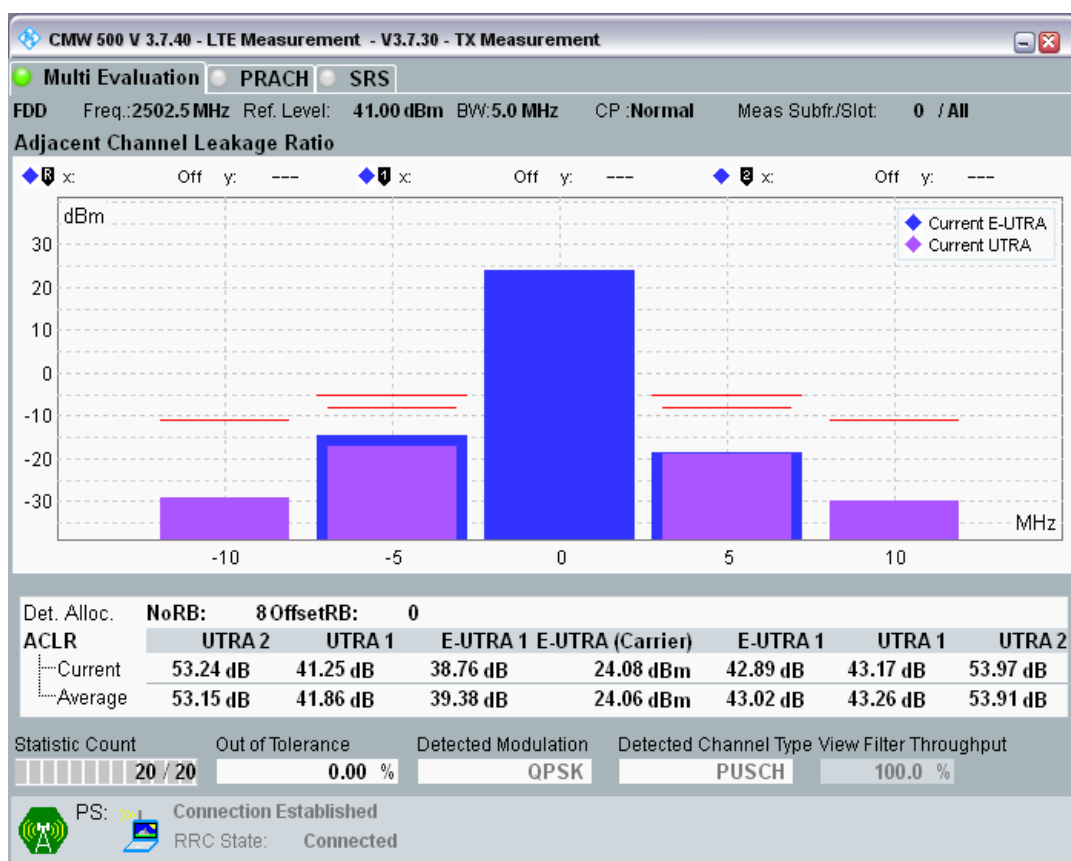 CMW 500 V 3.7.40 - LTE Measurement - V3.7.30 - TX Measurement
Multi Evaluation PRACH SRS
FDD Freq.:2502.5 MHz Ref. Level: 41.00 dBm BW:5.0 MHz CP :Normal Meas Subfr./Slot: 0 / All
Adjacent Channel Leakage Ratio
R x: Off y: --- 1 x: Off y: --- 2 x: Off y: ---
dBm
Current E-UTRA
Current UTRA
30
20
10
0
-10
-20
-30
MHz
-10 -5 0 5 10
Det. Alloc. NoRB: 8 OffsetRB: 0
ACLR UTRA 2 UTRA 1 E-UTRA 1 E-UTRA (Carrier) E-UTRA 1 UTRA 1 UTRA 2
Current 53.24 dB 41.25 dB 38.76 dB 24.08 dBm 42.89 dB 43.17 dB 53.97 dB
Average 53.15 dB 41.86 dB 39.38 dB 24.06 dBm 43.02 dB 43.26 dB 53.91 dB
Statistic Count Out of Tolerance Detected Modulation Detected Channel Type View Filter Throughput
20 / 20 0.00 % QPSK PUSCH 100.0 %
PS: Connection Established
RRC State: Connected